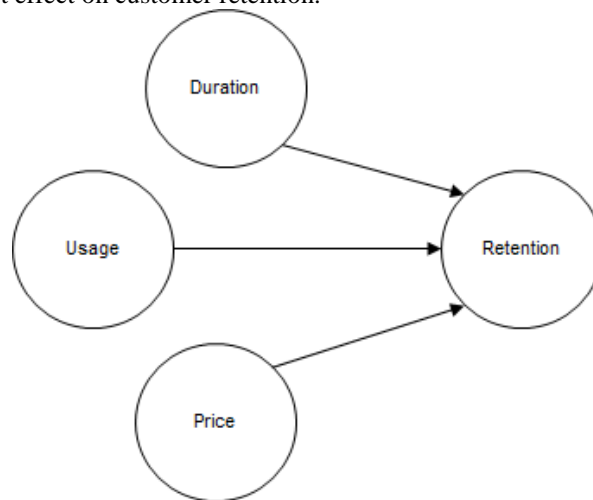 effect on customer retention.
Duration
Usage
Retention
Price